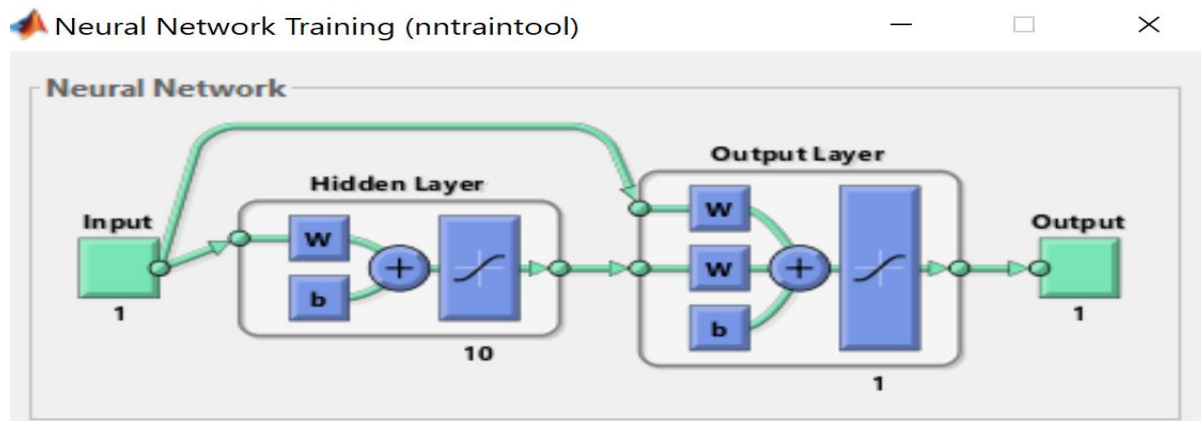 Neural Network Training (nntraintool)
Neural Network
Output Layer
Hidden Layer
Input
W
W
Output
+
W
+
b
b
1
1
10
1